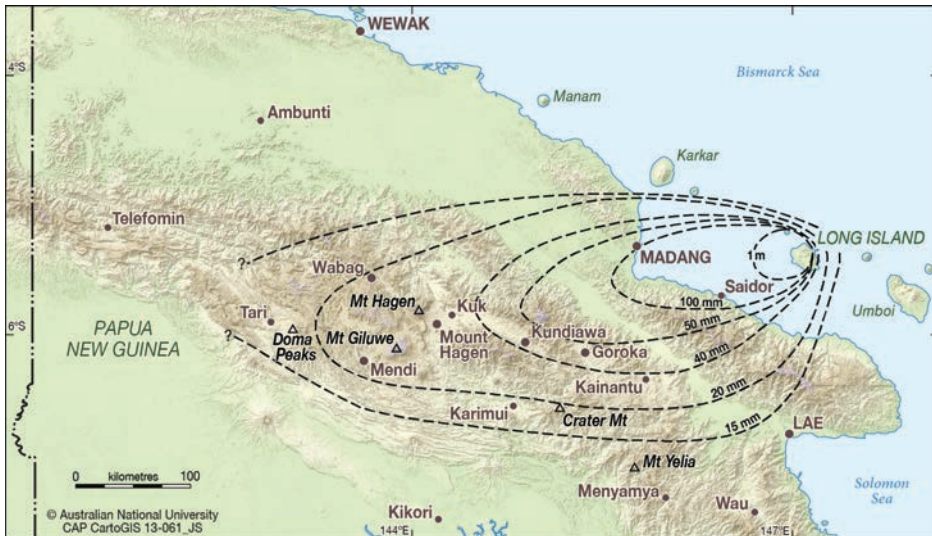 WEWAK
4°S
Bismarck Sea
Manam
Ambunti
Karkar
Telefomin
LONG ISLAND
?
MADANG
1 m
Wabag
Mt Hagen
Kuk
100 mm
Saidor
Umboi
Tari
50 mm
6°S
PAPUA
NEW GUINEA
?
Doma
Peaks
Mt Giluwe
Mount
Hagen
Kundiawa
Goroka
40 mm
Mendi
Kainantu
20 mm
Karimui
Crater Mt
15 mm
LAE
Mt Yelia
0 kilometres 100
Menyamya
Wau
Solomon
Sea
Kikori
© Australian National University
CAP CartoGIS 13-061_JS
144°E
147°E